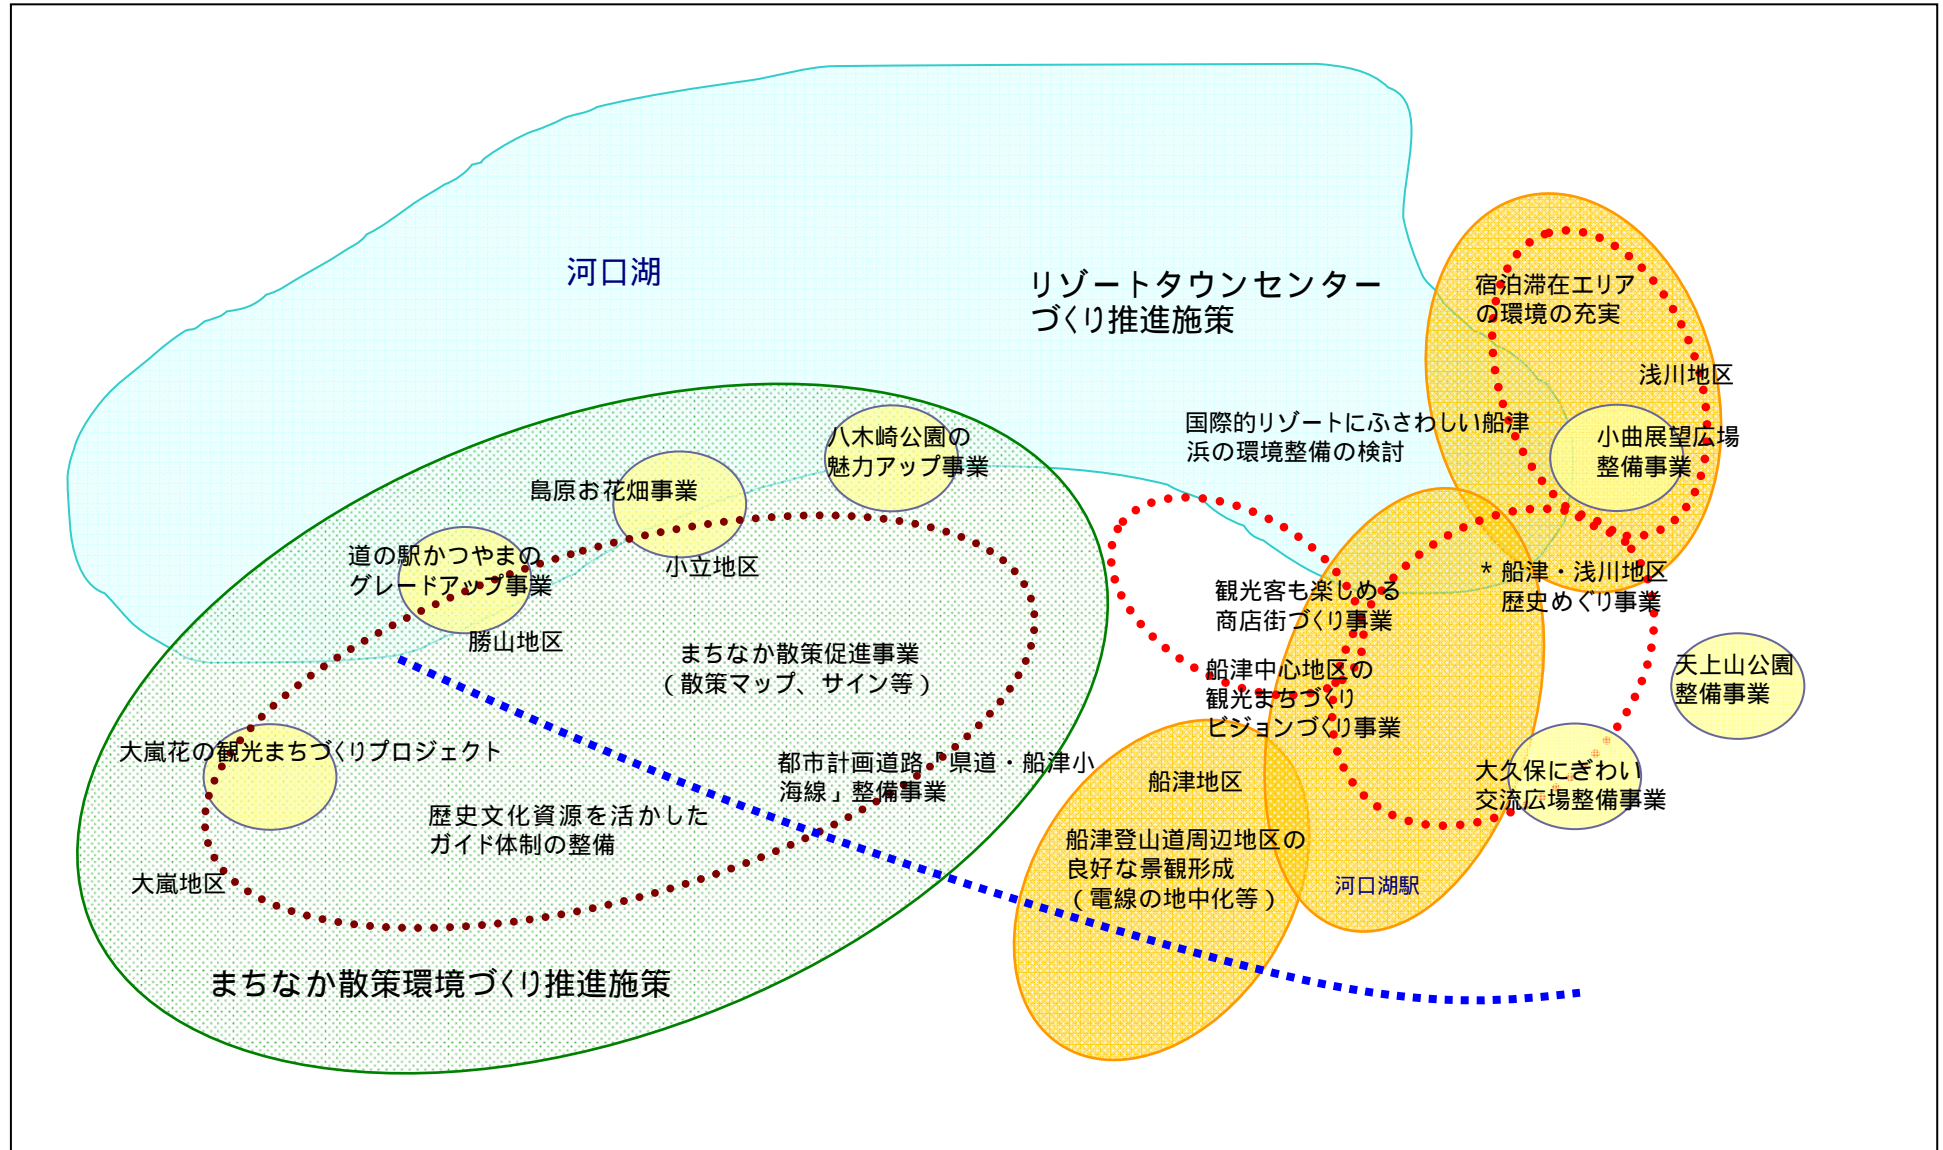 河口湖
リゾートタウンセンター
づくり推進施策
宿泊滞在エリア
の環境の充実
浅川地区
国際的リゾートにふさわしい船津
浜の環境整備の検討
小曲展望広場
整備事業
八木崎公園の
魅力アップ事業
島原お花畑事業
小立地区
道の駅かつやまの
グレードアップ事業
勝山地区
まちなか散策促進事業
（散策マップ、サイン等）
観光客も楽しめる
商店街づくり事業
*船津・浅川地区
歴史めぐり事業
船津中心地区の
観光まちづくり
ビジョンづくり事業
天上山公園
整備事業
大嵐花の観光まちづくりプロジェクト
都市計画道路「県道・船津小
海線」整備事業
船津地区
大久保にぎわい
交流広場整備事業
歴史文化資源を活かした
ガイド体制の整備
船津登山道周辺地区の
良好な景観形成
（電線の地中化等）
大嵐地区
河口湖駅
まちなか散策環境づくり推進施策